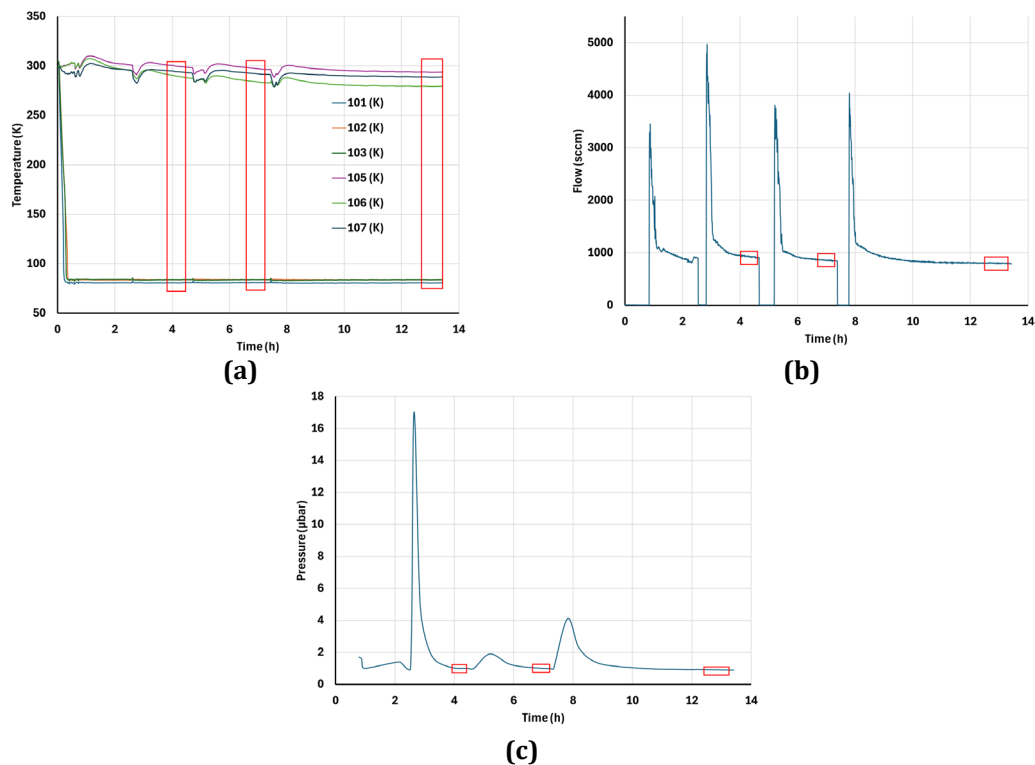 350
300
250
200
150
100
50
Temperature (K)
101 (K)
102 (K)
103 (K)
105 (K)
106 (K)
107 (K)
0 2 4 6 8 10 12 14
Time (h)
(a)
5000
4000
3000
2000
1000
0
Flow (sccm)
0 2 4 6 8 10 12 14
Time (h)
(b)
18
16
14
12
10
8
6
4
2
0
Pressure (μbar)
0 2 4 6 8 10 12 14
Time (h)
(c)